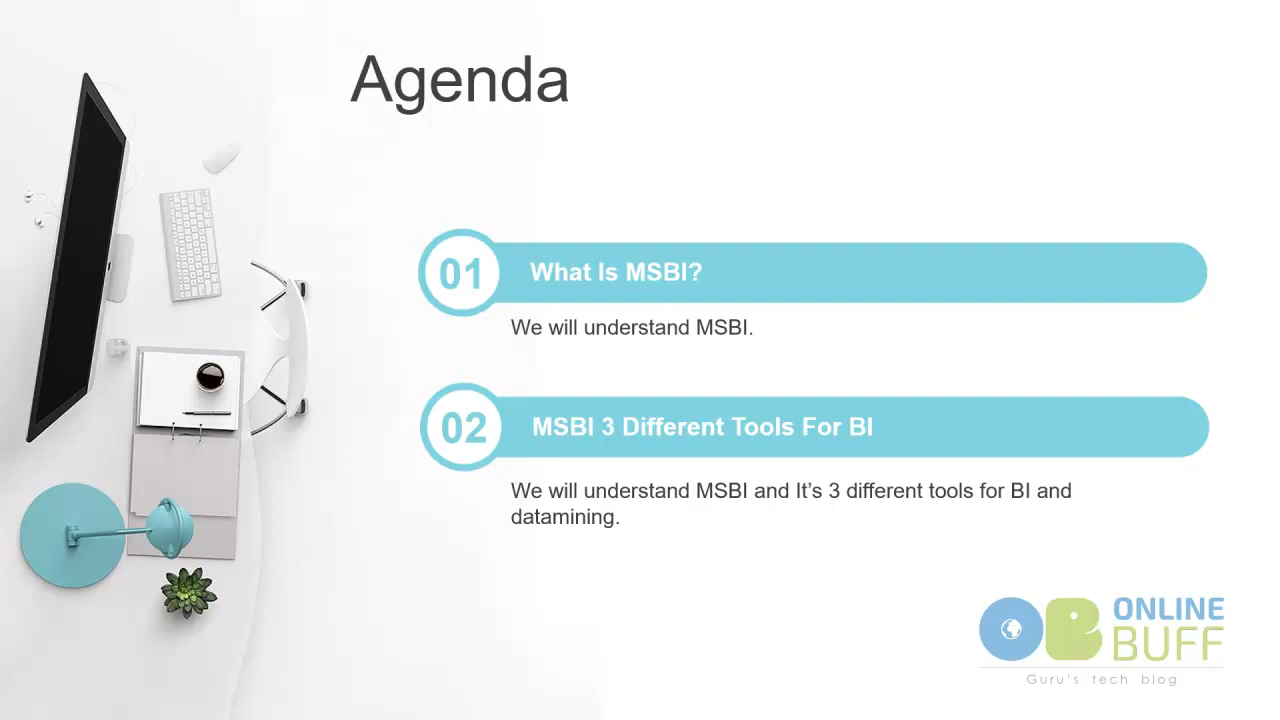 Agenda
01
What Is MSBI?
We will understand MSBI.
02
MSBI 3 Different Tools For BI
We will understand MSBI and It's 3 different tools for BI and
datamining.
OB
ONLINE
BUFF
Guru's tech blog